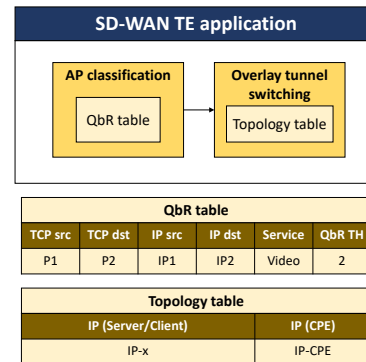 SD-WAN TE application
AP classification
QbR table
Overlay tunnel
switching
Topology table
QbR table
TCP src TCP dst IP src IP dst Service QbR TH
P1 P2 IP1 IP2 Video 2
Topology table
IP (Server/Client) IP (CPE)
IP-x IP-CPE